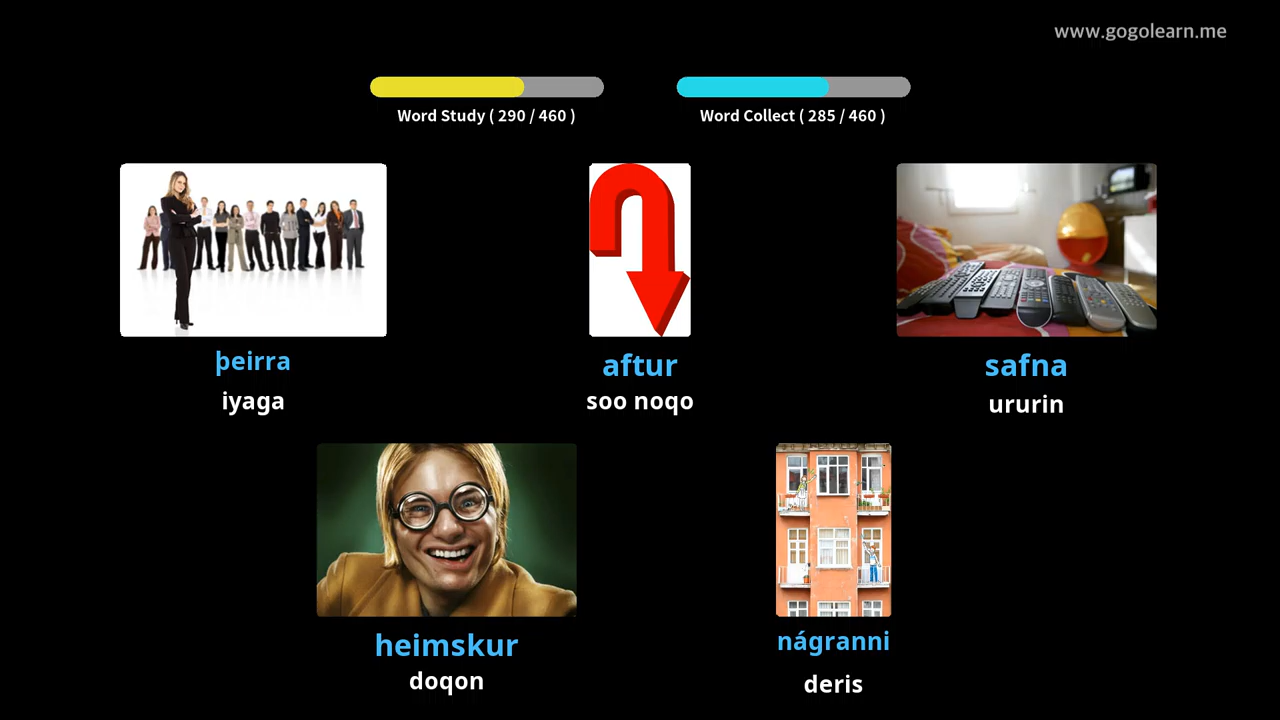 www.gogolearn.me
Word Study ( 290 / 460 )
Word Collect ( 285 / 460 )
þeirra
iyaga
aftur
soo noqo
safna
ururin
heimskur
doqon
nágranni
deris